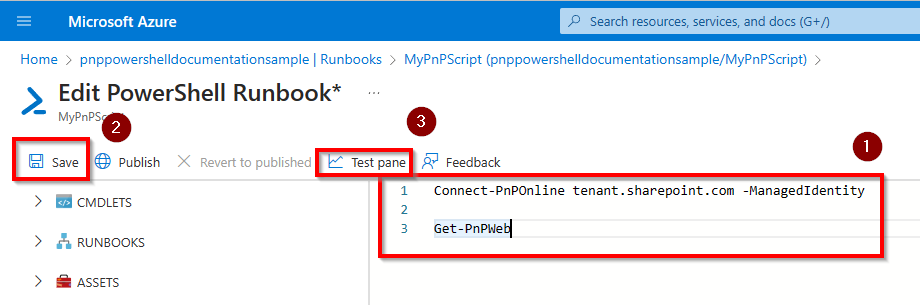 Microsoft Azure
Search resources, services, and docs (G+/)
Home > pnppowershelldocumentationsample | Runbooks > MyPnPScript (pnppowershelldocumentationsample/MyPnPScript) >
Edit PowerShell Runbook* ...
MyPnPScript
2
3
1
Save Publish Revert to published Test pane Feedback
CMDLETS
RUNBOOKS
ASSETS
1 Connect-PnPOnline tenant.sharepoint.com -ManagedIdentity
2
3 Get-PnPWeb